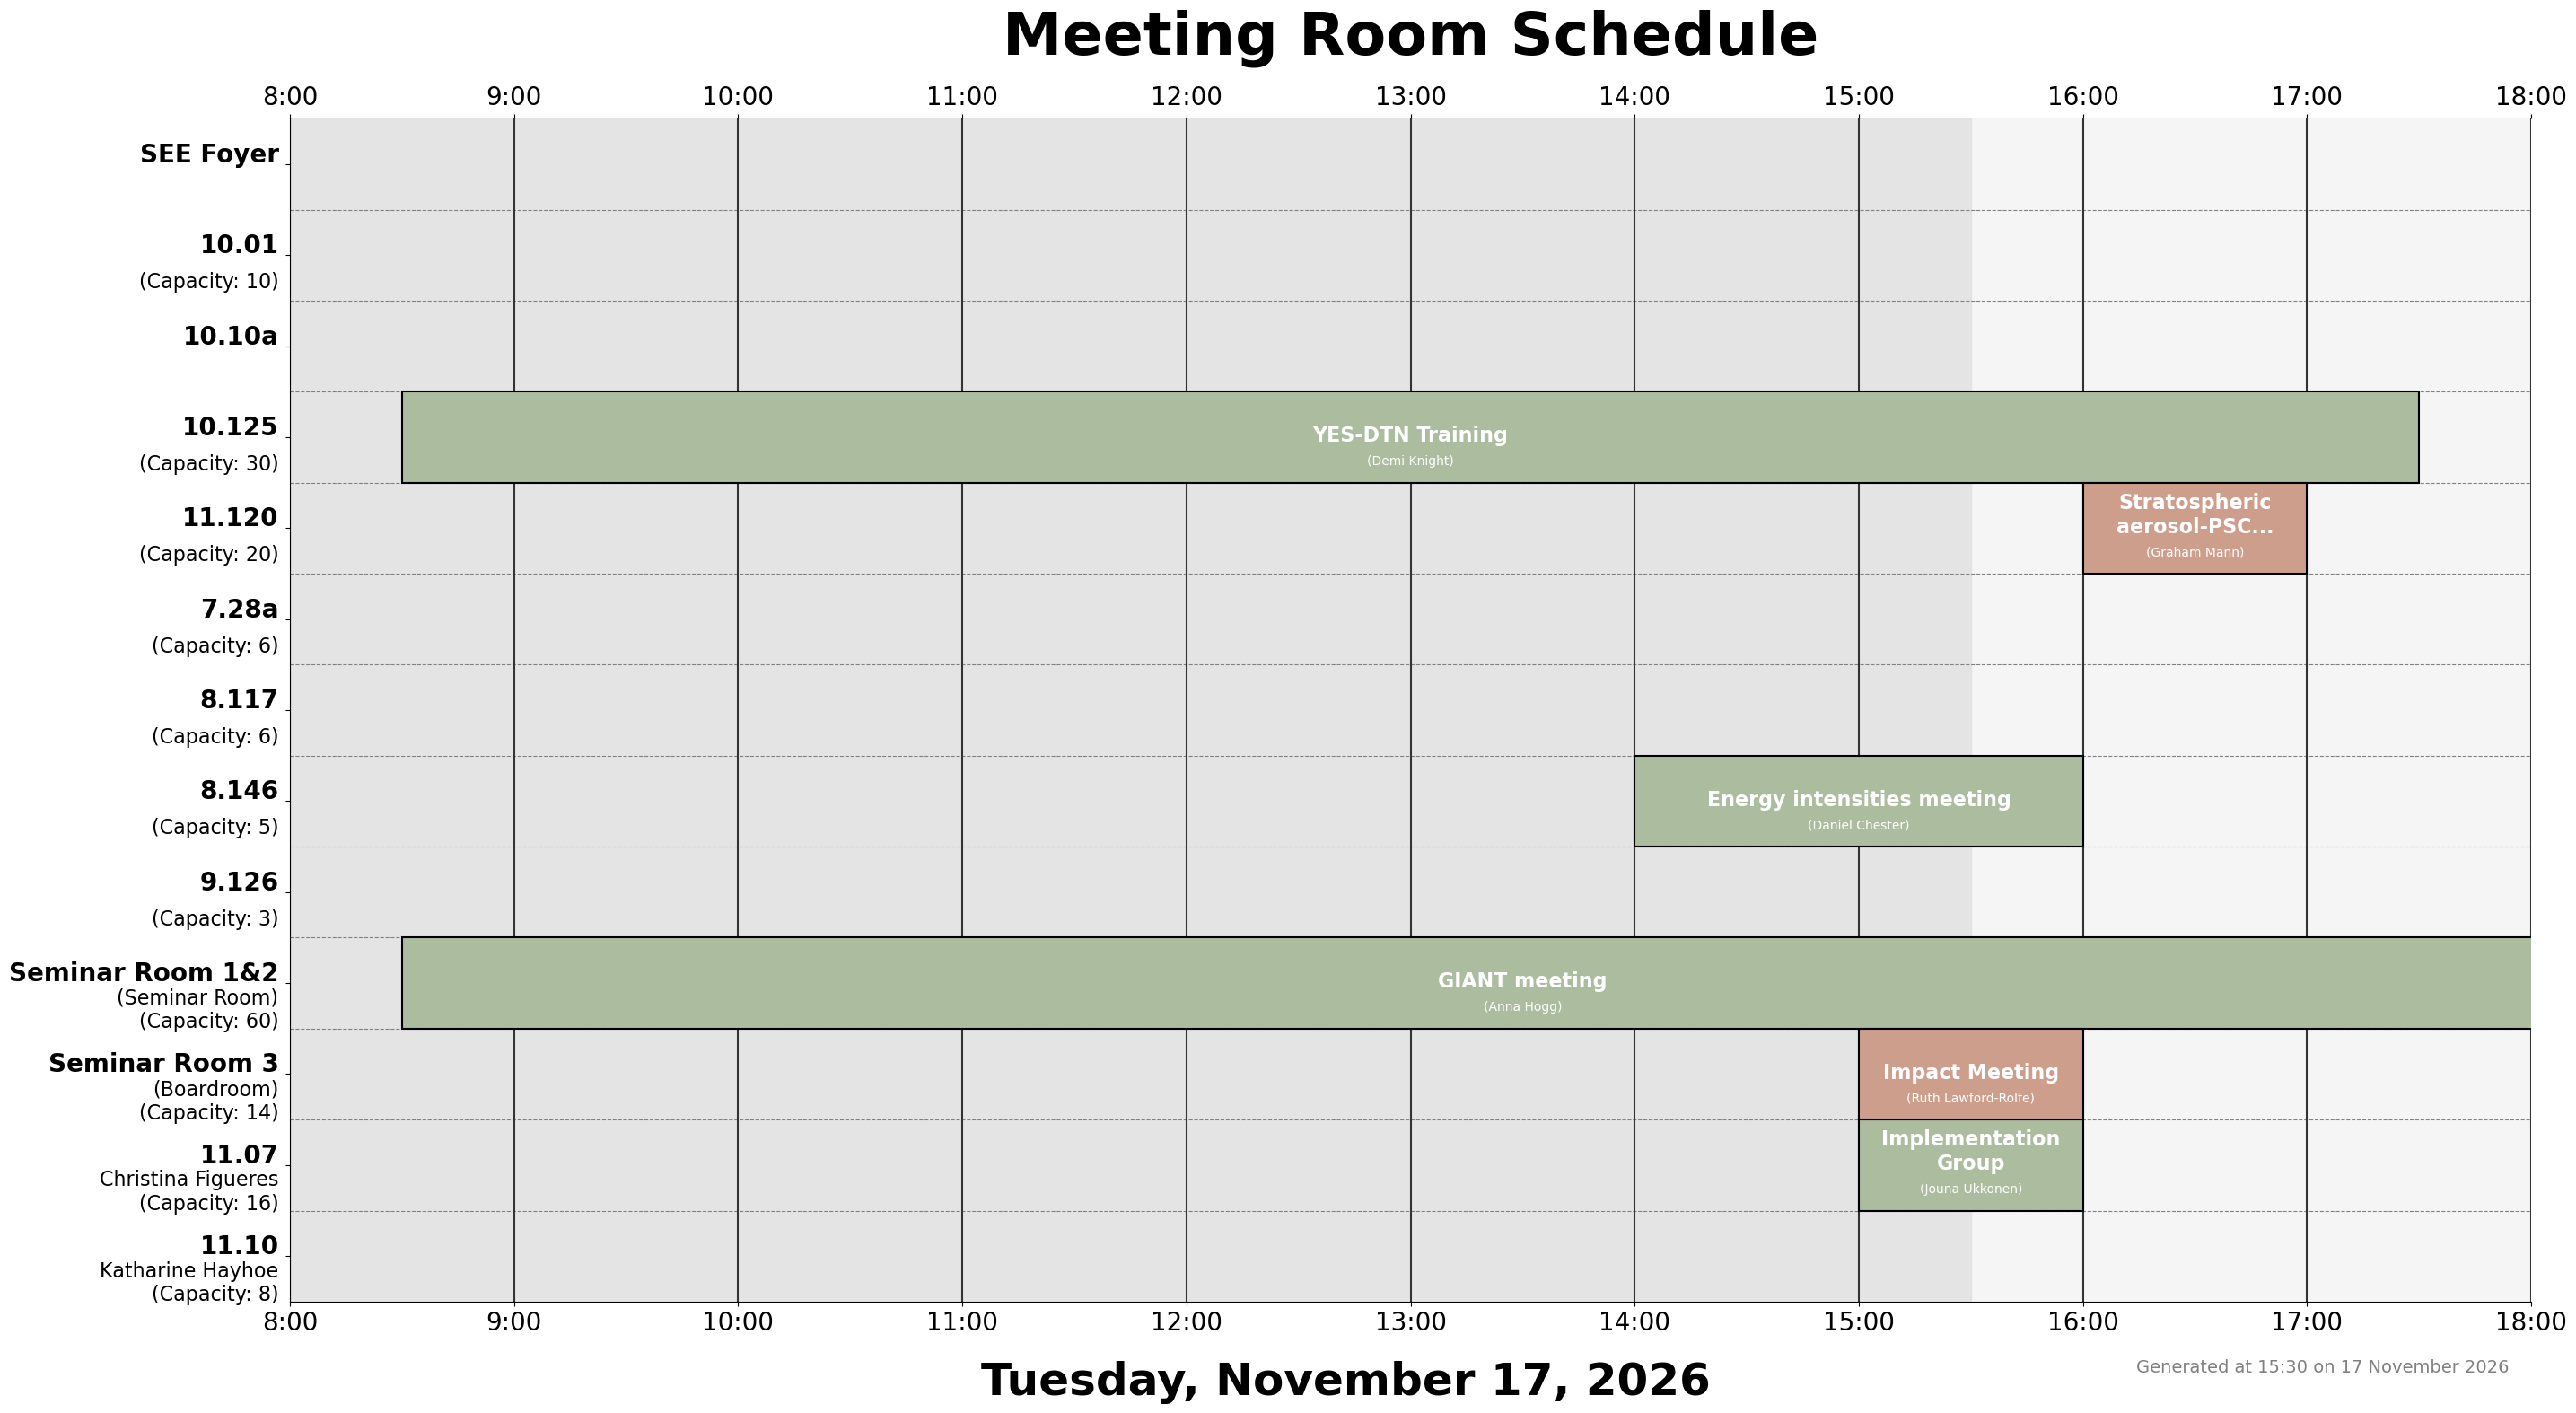 Meeting Room Schedule
8:00 9:00 10:00 11:00 12:00 13:00 14:00 15:00 16:00 17:00 18:00
SEE Foyer
10.01
(Capacity: 10)
10.10a
10.125
(Capacity: 30)
YES-DTN Training
(Demi Knight)
11.120
(Capacity: 20)
Stratospheric
aerosol-PSC...
(Graham Mann)
7.28a
(Capacity: 6)
8.117
(Capacity: 6)
8.146
(Capacity: 5)
Energy intensities meeting
(Daniel Chester)
9.126
(Capacity: 3)
Seminar Room 1&2
(Seminar Room)
(Capacity: 60)
GIANT meeting
(Anna Hogg)
Seminar Room 3
(Boardroom)
(Capacity: 14)
Impact Meeting
(Ruth Lawford-Rolfe)
11.07
Christina Figueres
(Capacity: 16)
Implementation
Group
(Jouna Ukkonen)
11.10
Katharine Hayhoe
(Capacity: 8)
8:00 9:00 10:00 11:00 12:00 13:00 14:00 15:00 16:00 17:00 18:00
Tuesday, November 17, 2026
Generated at 15:30 on 17 November 2026